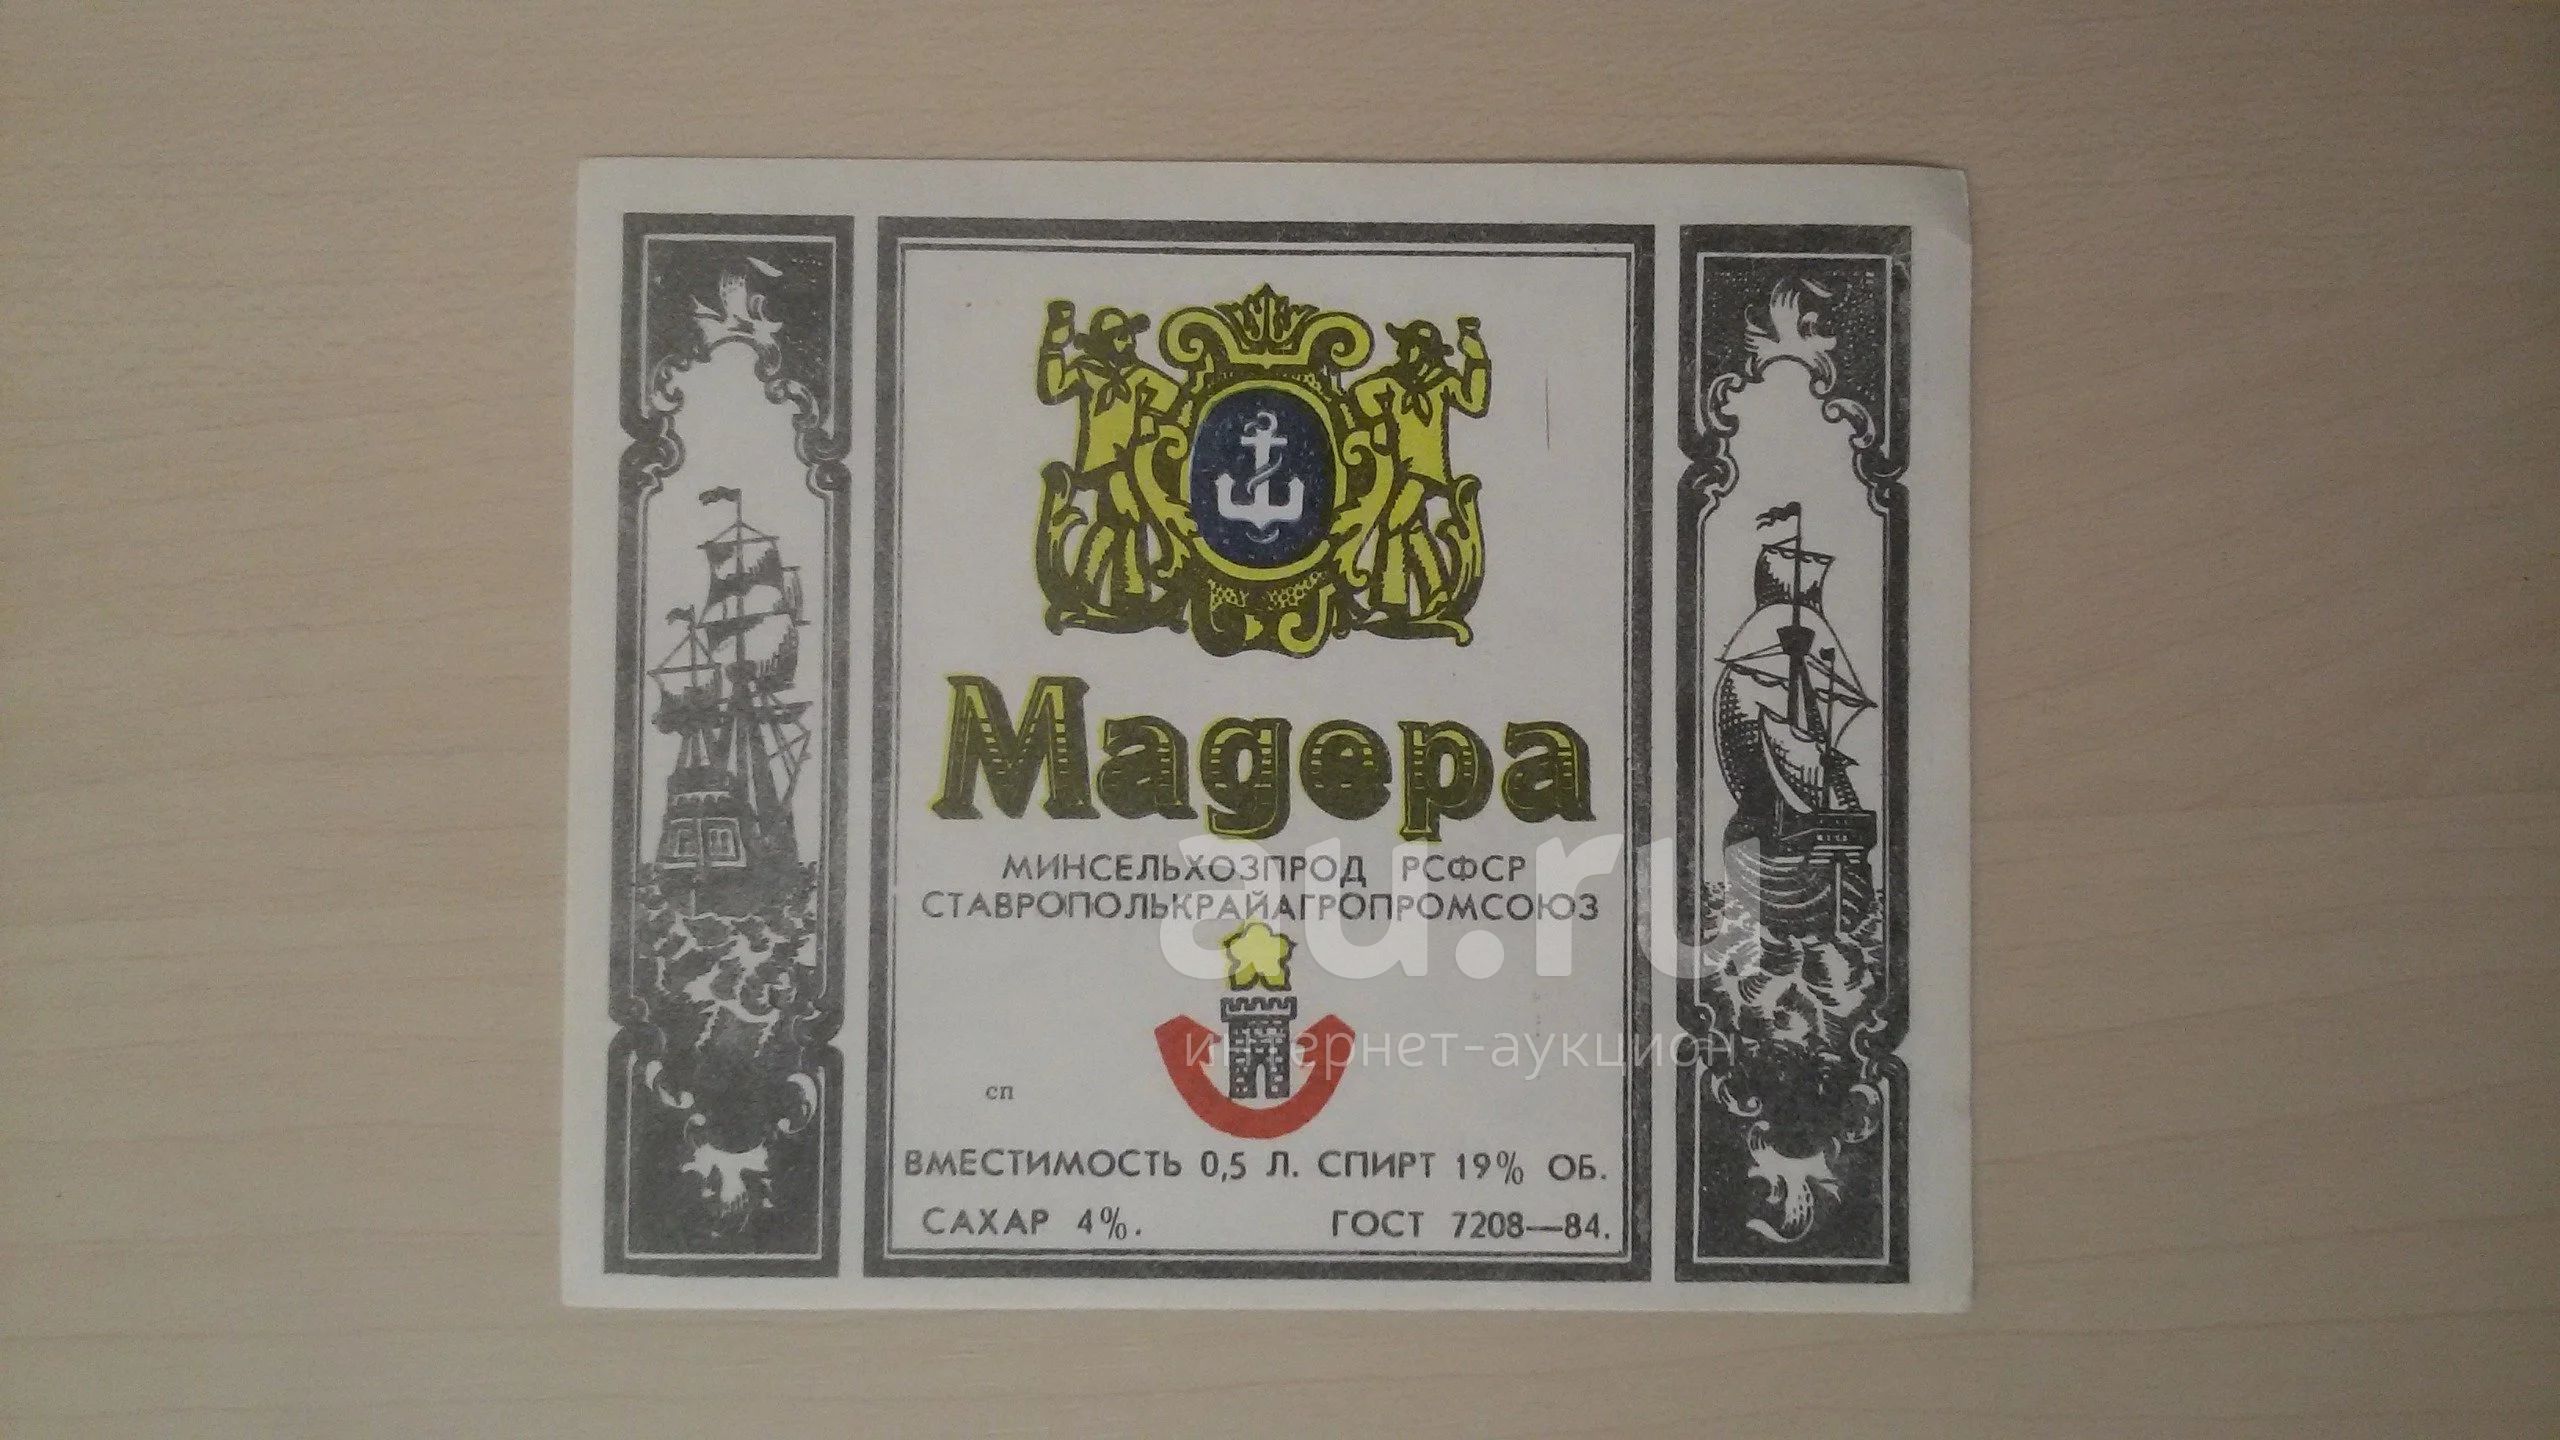 Мадера
МИНСЕЛЬХОЗПРОД РСФСР
СТАВРОПОЛЬКРАЙАГРОПРОМСОЮЗ
au.ru
интернет-аукцион
сп
ВМЕСТИМОСТЬ 0,5 Л. СПИРТ 19% ОБ.
САХАР 4%. ГОСТ 7208—84.